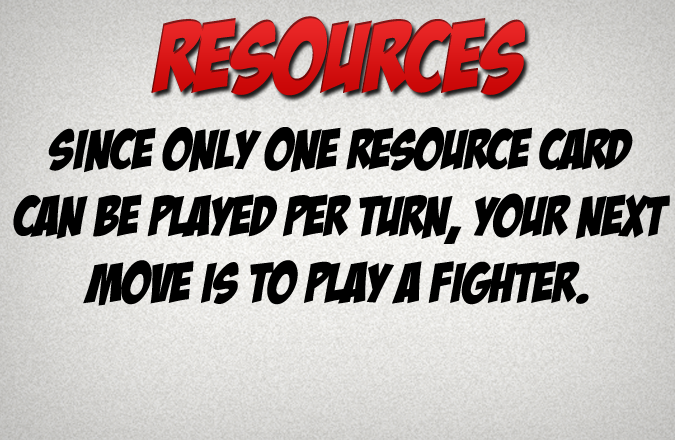 RESOURCES
SINCE ONLY ONE RESOURCE CARD
CAN BE PLAYED PER TURN, YOUR NEXT
MOVE IS TO PLAY A FIGHTER.